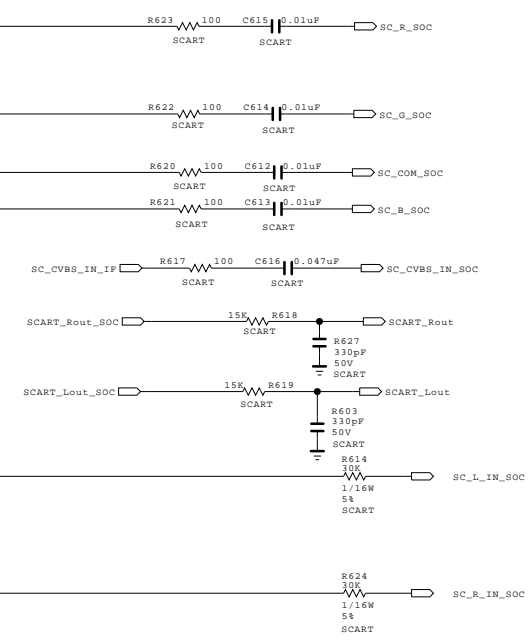 R623 100 C615 0.01uF
SC_R_SOC
SCART SCART
R622 100 C614 0.01uF
SC_G_SOC
SCART SCART
R620 100 C612 0.01uF
SC_COM_SOC
SCART SCART
R621 100 C613 0.01uF
SC_B_SOC
SCART SCART
R617 100 C616 0.047uF
SC_CVBS_IN_IF SC_CVBS_IN_SOC
SCART SCART
15K R618
SCART_Rout_SOC SCART_Rout
SCART
R627
330pF
50V
SCART
15K R619
SCART_Lout_SOC SCART_Lout
SCART
R603
330pF
50V
SCART
R614
30K
SC_L_IN_SOC
1/16W
5%
SCART
R624
30K
SC_R_IN_SOC
1/16W
5%
SCART